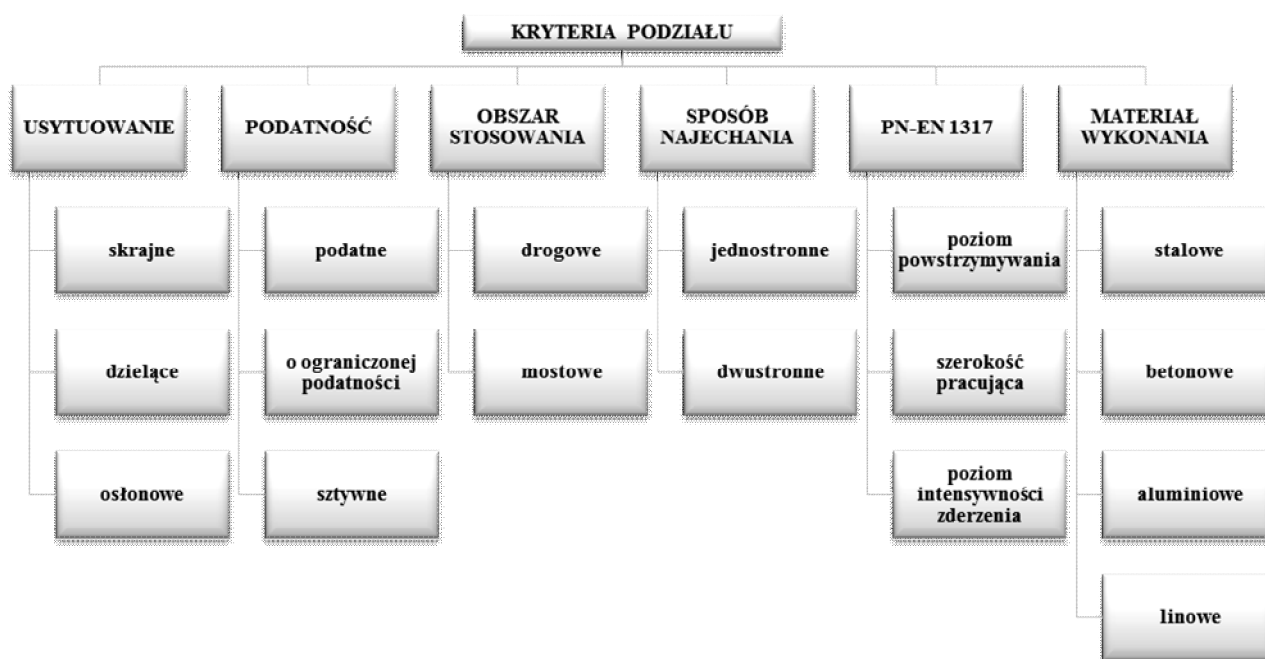 KRYTERIA PODZIAŁU
USYTUOWANIE
skrajne
dzielące
osłonowe
PODATNOŚĆ
podatne
o ograniczonej
podatności
sztywne
OBSZAR
STOSOWANIA
drogowe
mostowe
SPOSÓB
NAJECHANIA
jednostronne
dwustronne
PN-EN 1317
poziom
powstrzymywania
szerokość
pracująca
poziom
intensywności
zderzenia
MATERIAŁ
WYKONANIA
stalowe
betonowe
aluminiowe
linowe